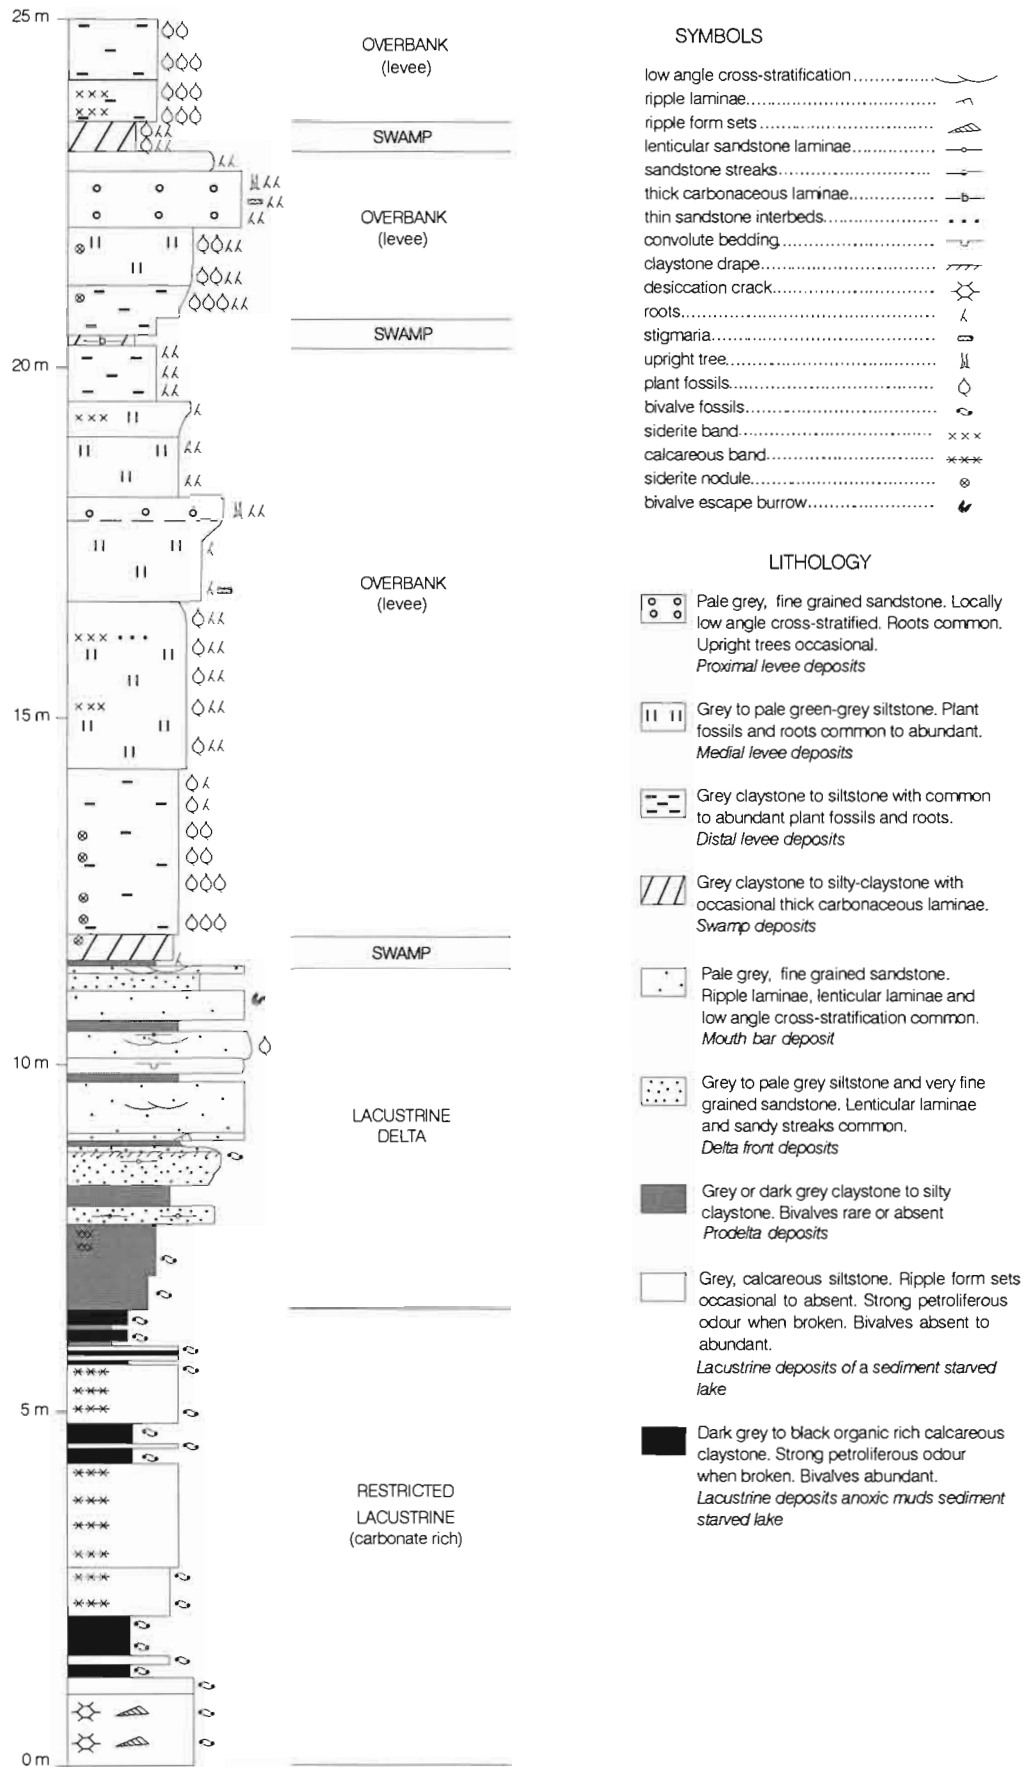 25 m
20 m
15 m
10 m
5 m
0 m
OVERBANK
(levee)
SWAMP
OVERBANK
(levee)
SWAMP
OVERBANK
(levee)
SWAMP
LACUSTRINE
DELTA
RESTRICTED
LACUSTRINE
(carbonate rich)
SYMBOLS
low angle cross-stratification
ripple laminae
ripple form sets
lenticular sandstone laminae
sandstone streaks
thick carbonaceous laminae
thin sandstone interbeds
convolute bedding
claystone drape
desiccation crack
roots
stigmaria
upright tree
plant fossils
bivalve fossils
siderite band
calcareous band
siderite nodule
bivalve escape burrow
LITHOLOGY
Pale grey, fine grained sandstone. Locally
low angle cross-stratified. Roots common.
Upright trees occasional.
Proximal levee deposits
Grey to pale green-grey siltstone. Plant
fossils and roots common to abundant.
Medial levee deposits
Grey claystone to siltstone with common
to abundant plant fossils and roots.
Distal levee deposits
Grey claystone to silty-claystone with
occasional thick carbonaceous laminae.
Swamp deposits
Pale grey, fine grained sandstone.
Ripple laminae, lenticular laminae and
low angle cross-stratification common.
Mouth bar deposit
Grey to pale grey siltstone and very fine
grained sandstone. Lenticular laminae
and sandy streaks common.
Delta front deposits
Grey or dark grey claystone to silty
claystone. Bivalves rare or absent
Prodelta deposits
Grey, calcareous siltstone. Ripple form sets
occasional to absent. Strong petroliferous
odour when broken. Bivalves absent to
abundant.
Lacustrine deposits of a sediment starved
lake
Dark grey to black organic rich calcareous
claystone. Strong petroliferous odour
when broken. Bivalves abundant.
Lacustrine deposits anoxic muds sediment
starved lake